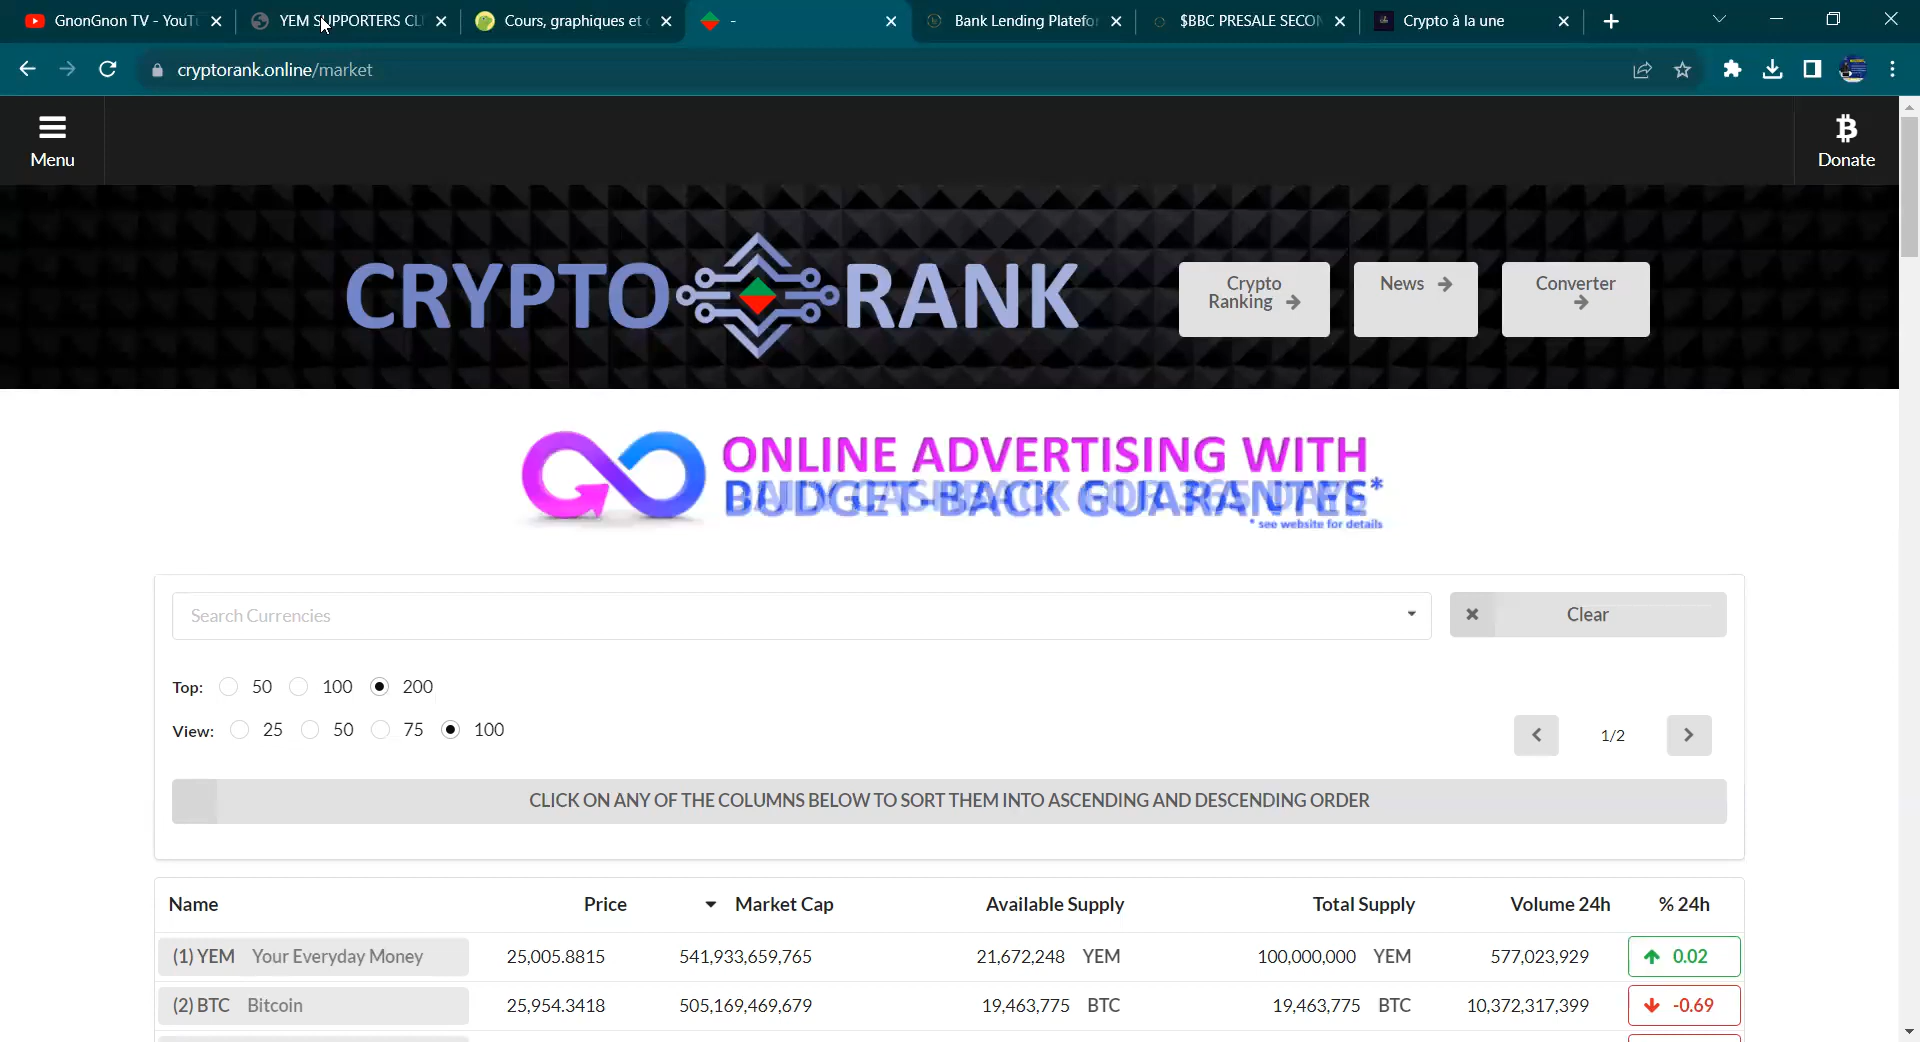 GnonGnon TV - YouT
YEM SUPPORTERS CL
Cours, graphiques et c
-
Bank Lending Platefo
$BBC PRESALE SECON
Crypto à la une
cryptorank.online/market
Menu
Donate
CRYPTO RANK
Crypto
Ranking
News
Converter
ONLINE ADVERTISING WITH
BUDGET-BACK GUARANTEE*
* see website for details
Search Currencies
Clear
Top: 50 100 200
View: 25 50 75 100
1/2
CLICK ON ANY OF THE COLUMNS BELOW TO SORT THEM INTO ASCENDING AND DESCENDING ORDER
Name Price Market Cap Available Supply Total Supply Volume 24h % 24h
(1) YEM Your Everyday Money 25,005.8815 541,933,659,765 21,672,248 YEM 100,000,000 YEM 577,023,929 0.02
(2) BTC Bitcoin 25,954.3418 505,169,469,679 19,463,775 BTC 19,463,775 BTC 10,372,317,399 -0.69